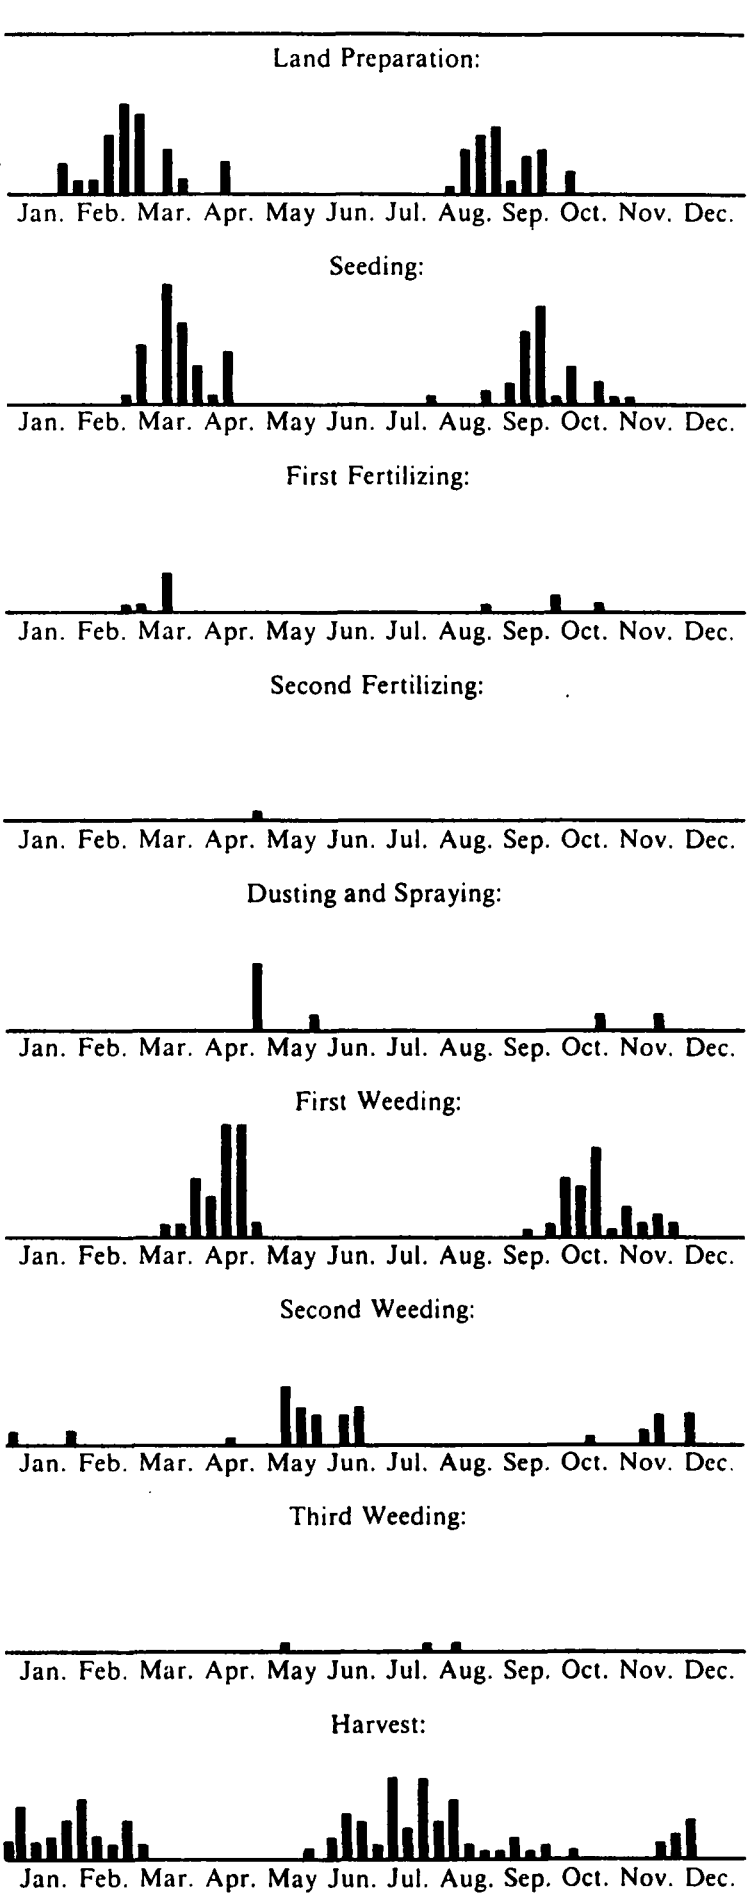 Land Preparation:
Jan. Feb. Mar. Apr. May Jun. Jul. Aug. Sep. Oct. Nov. Dec.
Seeding:
Jan. Feb. Mar. Apr. May Jun. Jul. Aug. Sep. Oct. Nov. Dec.
First Fertilizing:
Jan. Feb. Mar. Apr. May Jun. Jul. Aug. Sep. Oct. Nov. Dec.
Second Fertilizing:
Jan. Feb. Mar. Apr. May Jun. Jul. Aug. Sep. Oct. Nov. Dec.
Dusting and Spraying:
Jan. Feb. Mar. Apr. May Jun. Jul. Aug. Sep. Oct. Nov. Dec.
First Weeding:
Jan. Feb. Mar. Apr. May Jun. Jul. Aug. Sep. Oct. Nov. Dec.
Second Weeding:
Jan. Feb. Mar. Apr. May Jun. Jul. Aug. Sep. Oct. Nov. Dec.
Third Weeding:
Jan. Feb. Mar. Apr. May Jun. Jul. Aug. Sep. Oct. Nov. Dec.
Harvest:
Jan. Feb. Mar. Apr. May Jun. Jul. Aug. Sep. Oct. Nov. Dec.